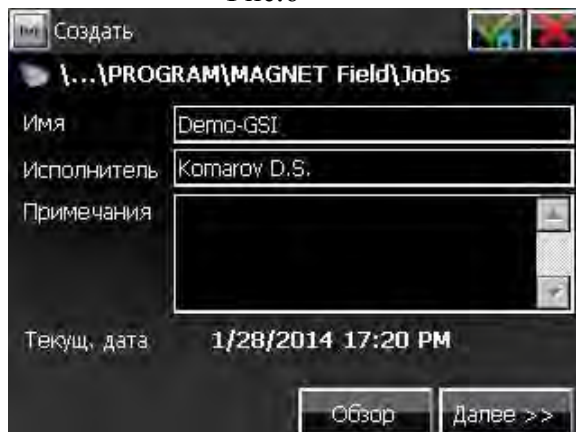 Создать
\...\PROGRAM\MAGNET Field\Jobs
Имя Demo-GSI
Исполнитель Komarov D.S.
Примечания
Текущ. дата 1/28/2014 17:20 PM
Обзор Далее >>